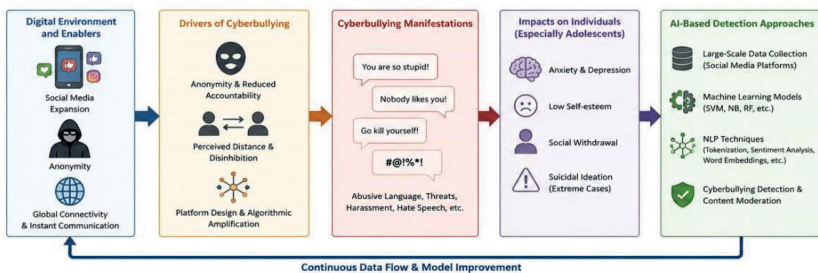 Digital Environment
and Enablers
Social Media
Expansion
Anonymity
Global Connectivity
& Instant Communication
Drivers of Cyberbullying
Anonymity & Reduced
Accountability
Perceived Distance &
Disinhibition
Platform Design & Algorithmic
Amplification
Cyberbullying Manifestations
You are so stupid!
Nobody likes you!
Go kill yourself!
#@!%*!
Abusive Language, Threats,
Harassment, Hate Speech, etc.
Impacts on Individuals
(Especially Adolescents)
Anxiety & Depression
Low Self-esteem
Social Withdrawal
Suicidal Ideation
(Extreme Cases)
AI-Based Detection Approaches
Large-Scale Data Collection
(Social Media Platforms)
Machine Learning Models
(SVM, NB, RF, etc.)
NLP Techniques
(Tokenization, Sentiment Analysis,
Word Embeddings, etc.)
Cyberbullying Detection &
Content Moderation
Continuous Data Flow & Model Improvement